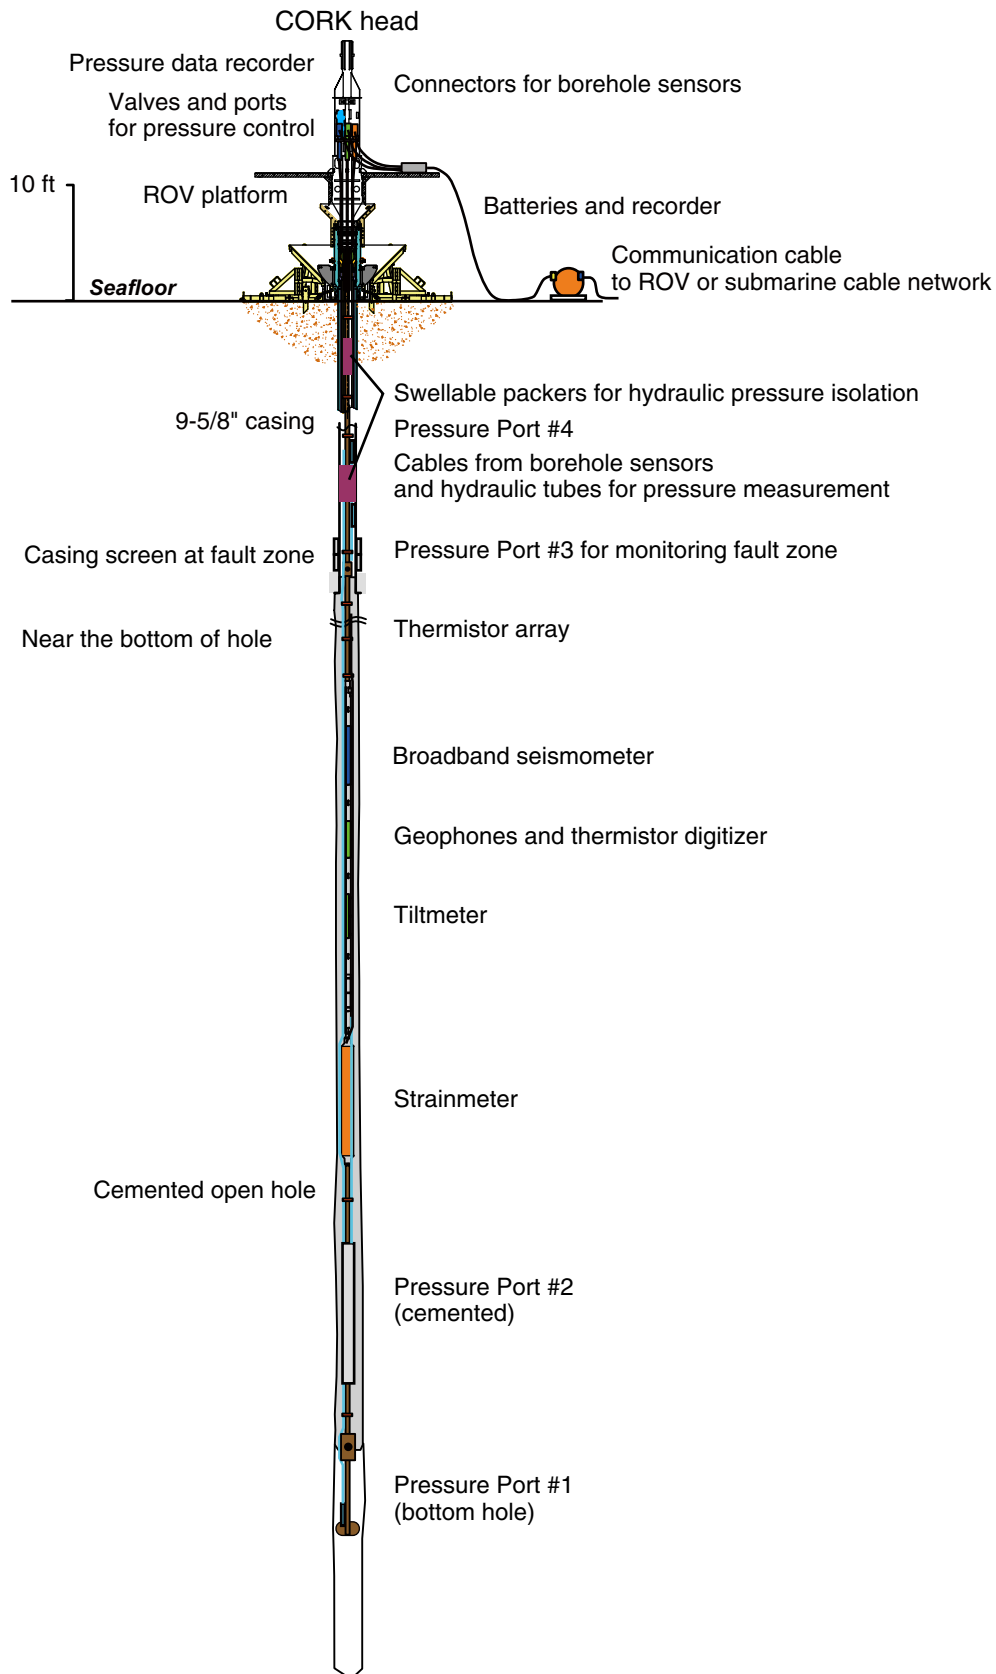 CORK head
Pressure data recorder
Connectors for borehole sensors
Valves and ports
for pressure control
10 ft
ROV platform
Batteries and recorder
Communication cable
to ROV or submarine cable network
Seafloor
Swellable packers for hydraulic pressure isolation
9-5/8" casing
Pressure Port #4
Cables from borehole sensors
and hydraulic tubes for pressure measurement
Casing screen at fault zone
Pressure Port #3 for monitoring fault zone
Near the bottom of hole
Thermistor array
Broadband seismometer
Geophones and thermistor digitizer
Tiltmeter
Strainmeter
Cemented open hole
Pressure Port #2
(cemented)
Pressure Port #1
(bottom hole)